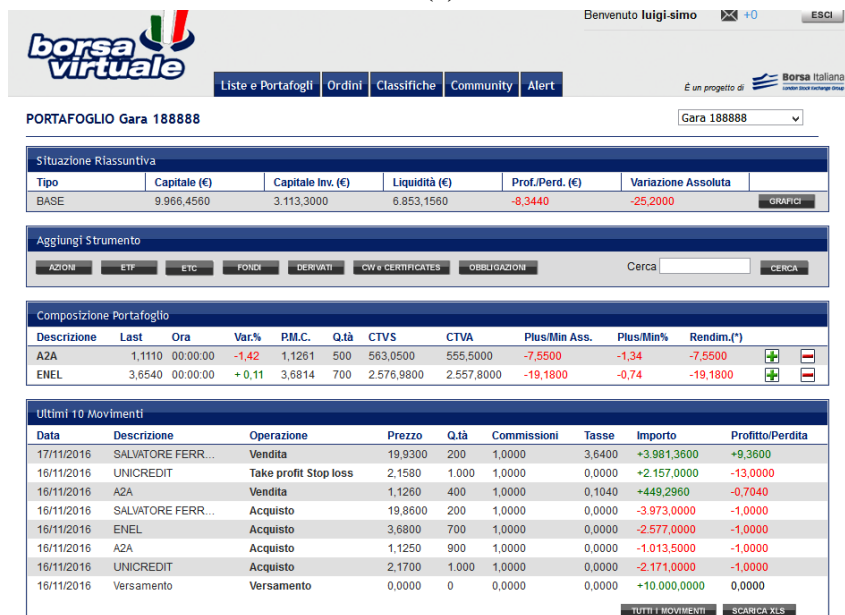 Benvenuto luigi-simo +0 ESCI
borsa
virtuale
Liste e Portafogli Ordini Classifiche Community Alert
È un progetto di Borsa Italiana
London Stock Exchange Group
PORTAFOGLIO Gara 188888 Gara 188888
Situazione Riassuntiva
Tipo Capitale (€) Capitale Inv. (€) Liquidità (€) Prof./Perd. (€) Variazione Assoluta
BASE 9.966,4560 3.113,3000 6.853,1560 -8,3440 -25,2000 GRAFICI
Aggiungi Strumento
AZIONI ETF ETC FONDI DERIVATI CW e CERTIFICATES OBBLIGAZIONI Cerca CERCA
Composizione Portafoglio
Descrizione Last Ora Var.% P.M.C. Q.tà CTVS CTVA Plus/Min Ass. Plus/Min% Rendim.(*)
A2A 1,1110 00:00:00 -1,42 1,1261 500 563,0500 555,5000 -7,5500 -1,34 -7,5500
ENEL 3,6540 00:00:00 + 0,11 3,6814 700 2.576,9800 2.557,8000 -19,1800 -0,74 -19,1800
Ultimi 10 Movimenti
Data Descrizione Operazione Prezzo Q.tà Commissioni Tasse Importo Profitto/Perdita
17/11/2016 SALVATORE FERR... Vendita 19,9300 200 1,0000 3,6400 +3.981,3600 +9,3600
16/11/2016 UNICREDIT Take profit Stop loss 2,1580 1.000 1,0000 0,0000 +2.157,0000 -13,0000
16/11/2016 A2A Vendita 1,1260 400 1,0000 0,1040 +449,2960 -0,7040
16/11/2016 SALVATORE FERR... Acquisto 19,8600 200 1,0000 0,0000 -3.973,0000 -1,0000
16/11/2016 ENEL Acquisto 3,6800 700 1,0000 0,0000 -2.577,0000 -1,0000
16/11/2016 A2A Acquisto 1,1250 900 1,0000 0,0000 -1.013,5000 -1,0000
16/11/2016 UNICREDIT Acquisto 2,1700 1.000 1,0000 0,0000 -2.171,0000 -1,0000
16/11/2016 Versamento Versamento 0,0000 0 0,0000 0,0000 +10.000,0000 0,0000
TUTTI I MOVIMENTI SCARICA XLS